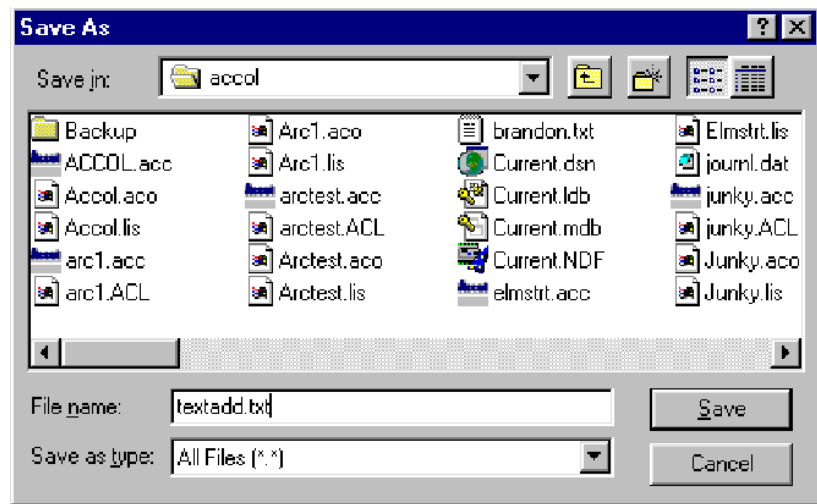 Save As
Save in: accol
Backup Arc1.aco brandon.txt Elmstrt.lis
ACCOL.acc Arc1.lis Current.dsn journl.dat
Accol.aco arctest.acc Current.ldb junky.acc
Accol.lis arctest.ACL Current.mdb junky.ACL
arc1.acc Arctest.aco Current.NDF Junky.aco
arc1.ACL Arctest.lis elmstrt.acc Junky.lis
File name: textadd.txt Save
Save as type: All Files (*.*) Cancel